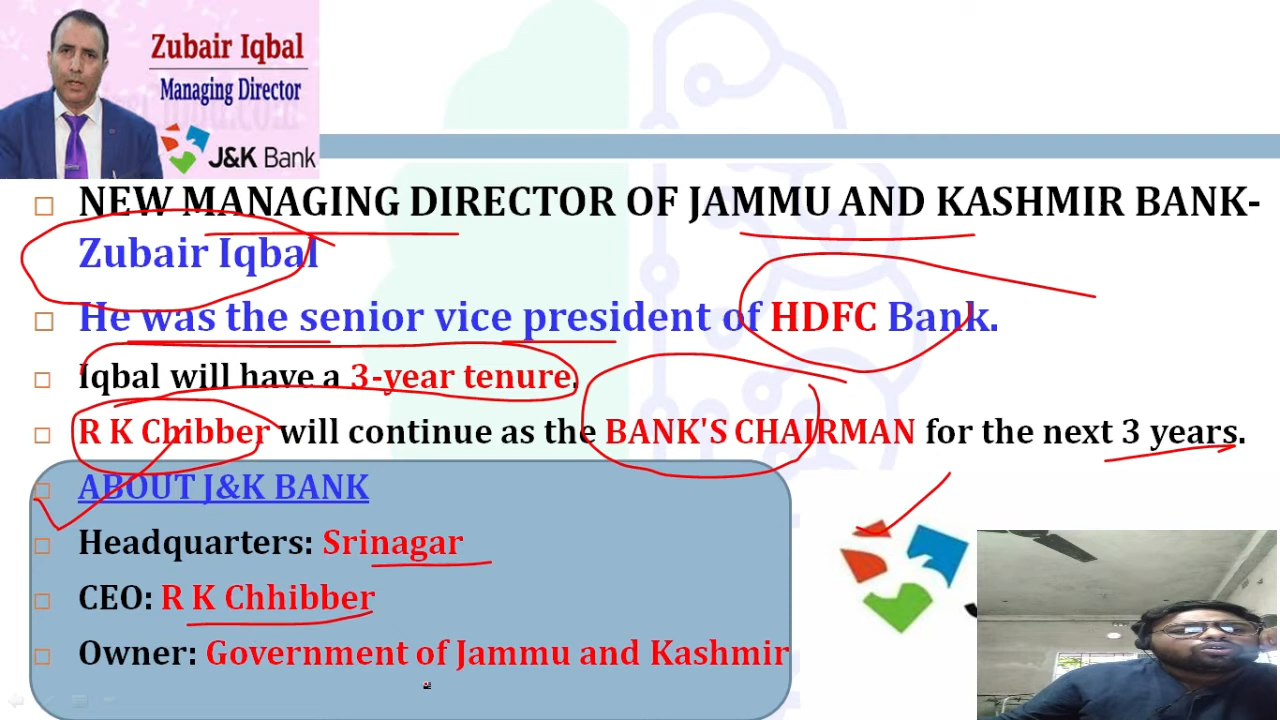 Zubair Iqbal
Managing Director
J&K Bank
NEW MANAGING DIRECTOR OF JAMMU AND KASHMIR BANK-
Zubair Iqbal
He was the senior vice president of HDFC Bank.
Iqbal will have a 3-year tenure,
R K Chibber will continue as the BANK'S CHAIRMAN for the next 3 years.
ABOUT J&K BANK
Headquarters: Srinagar
CEO: R K Chhibber
Owner: Government of Jammu and Kashmir